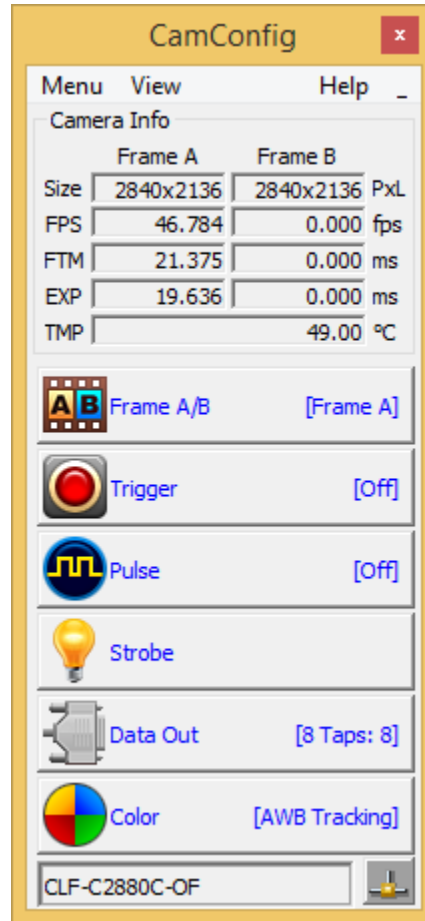 CamConfig x
Menu View Help _
Camera Info
Frame A Frame B
Size 2840x2136 2840x2136 PxL
FPS 46.784 0.000 fps
FTM 21.375 0.000 ms
EXP 19.636 0.000 ms
TMP 49.00 ºC
A B Frame A/B [Frame A]
Trigger [Off]
Pulse [Off]
Strobe
Data Out [8 Taps: 8]
Color [AWB Tracking]
CLF-C2880C-OF